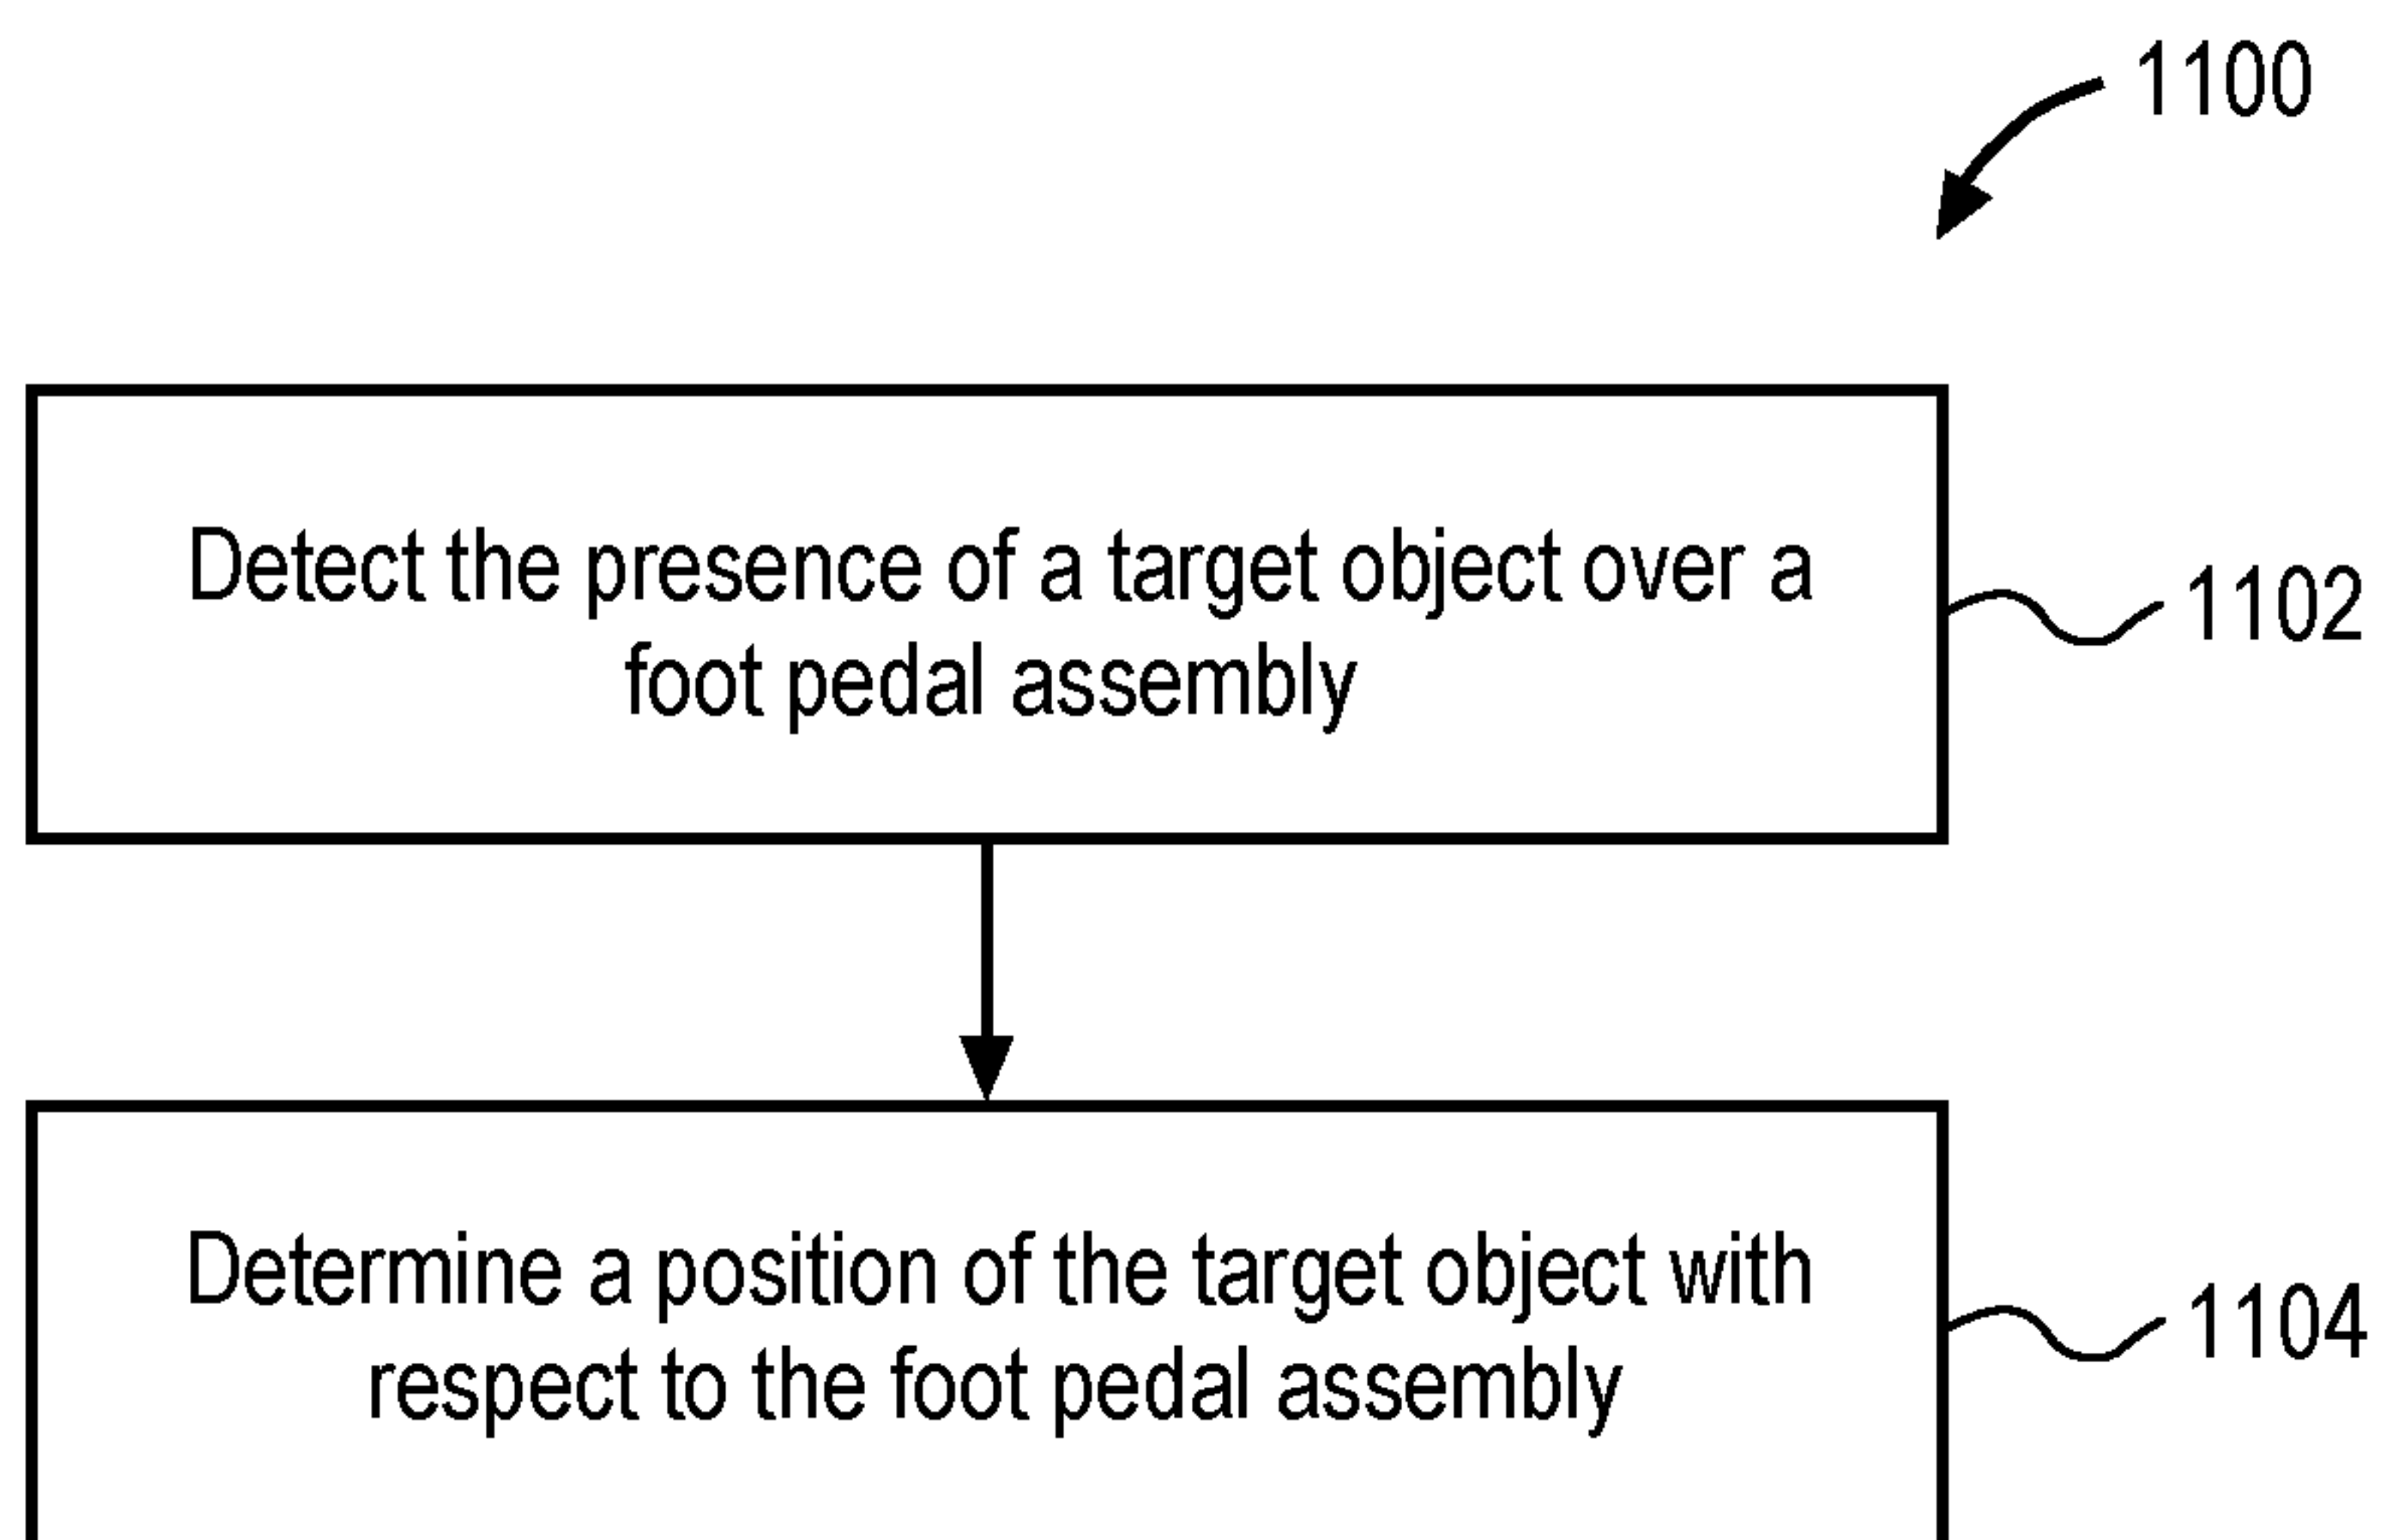 1100
Detect the presence of a target object over a
foot pedal assembly
1102
Determine a position of the target object with
respect to the foot pedal assembly
1104